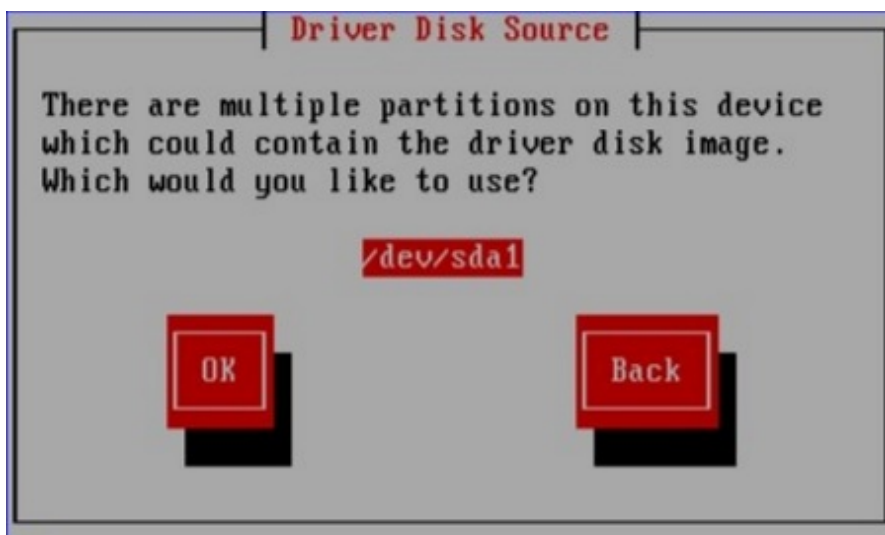 Driver Disk Source
There are multiple partitions on this device
which could contain the driver disk image.
Which would you like to use?
/dev/sda1
OK
Back